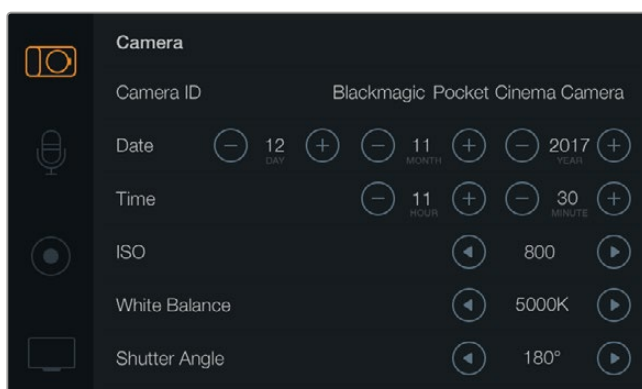 Camera
Camera ID Blackmagic Pocket Cinema Camera
Date 12 DAY 11 MONTH 2017 YEAR
Time 11 HOUR 30 MINUTE
ISO 800
White Balance 5000K
Shutter Angle 180°